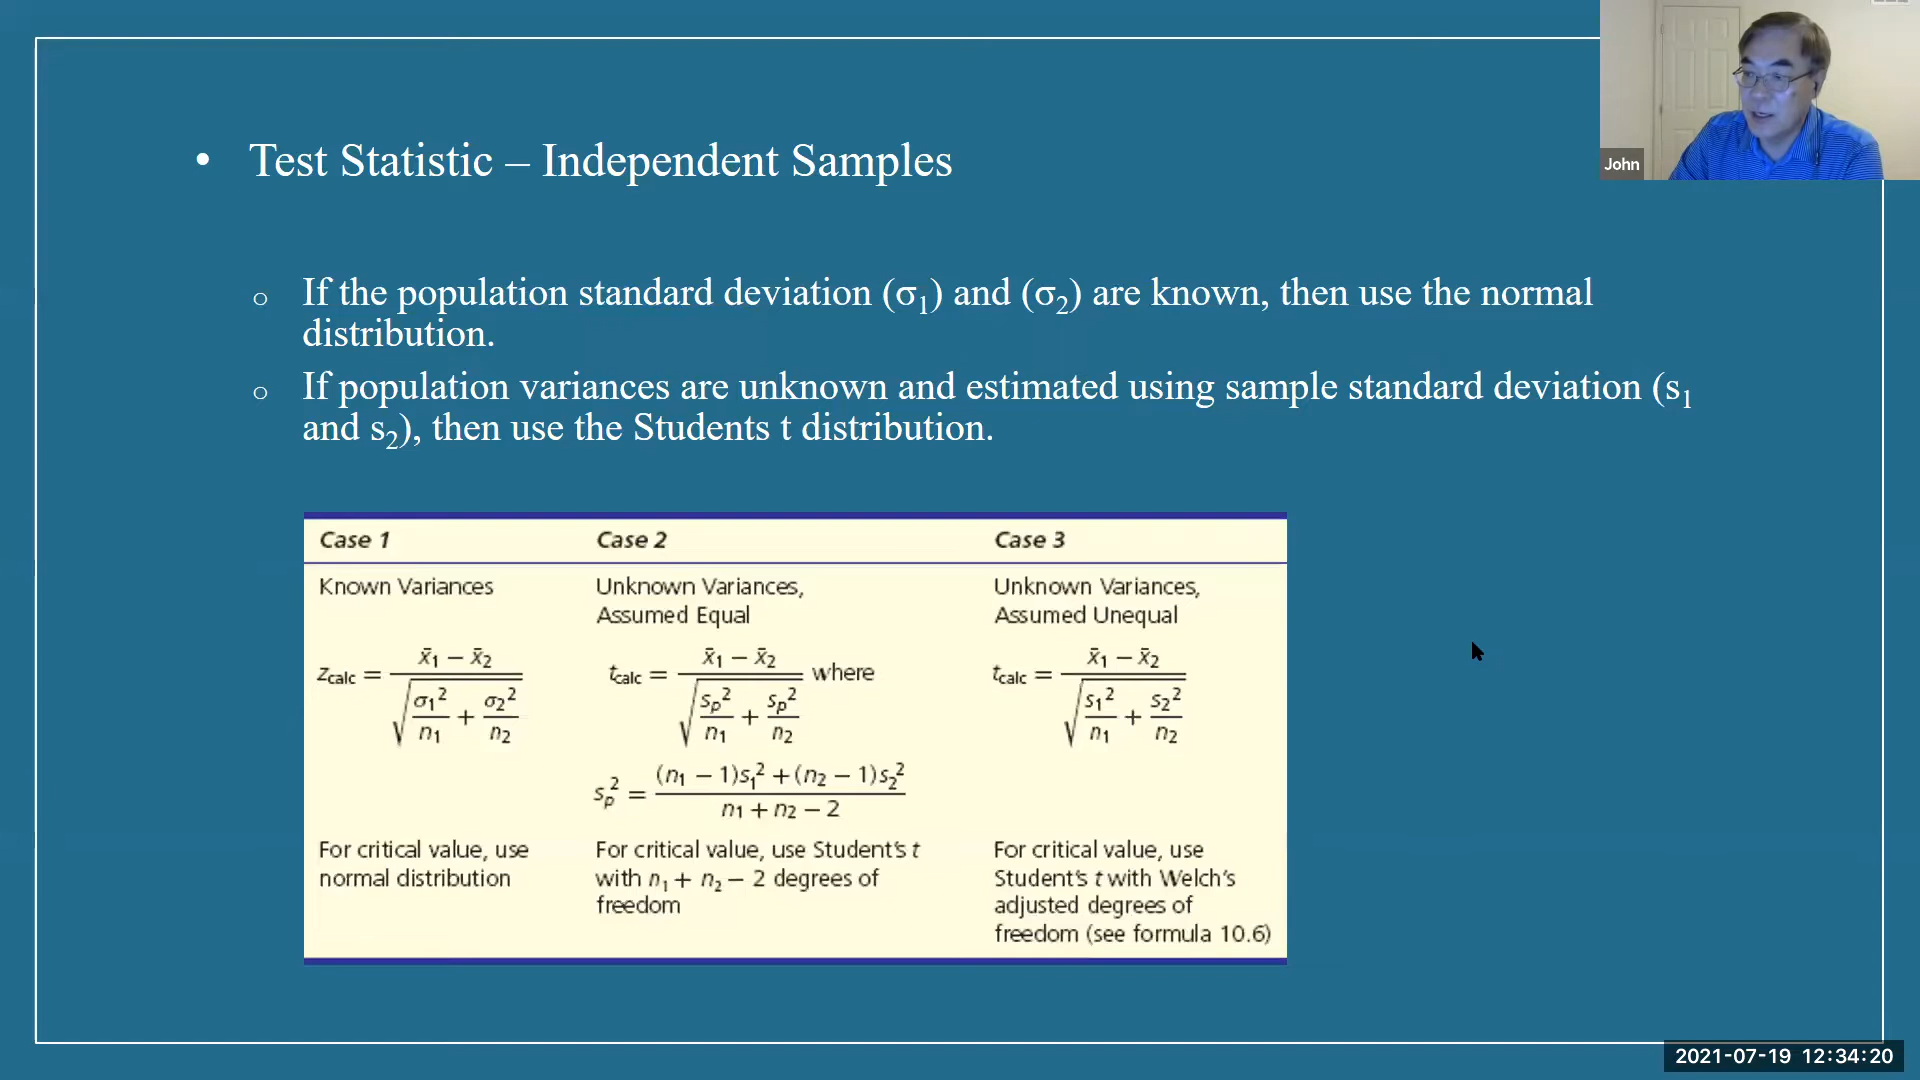 • Test Statistic – Independent Samples
John
○ If the population standard deviation (σ₁) and (σ₂) are known, then use the normal
distribution.
○ If population variances are unknown and estimated using sample standard deviation (s₁
and s₂), then use the Students t distribution.
Case 1 Case 2 Case 3
Known Variances
Unknown Variances,
Assumed Equal
Unknown Variances,
Assumed Unequal
z_calc = (x̄₁ − x̄₂) / √(σ₁²/n₁ + σ₂²/n₂)
t_calc = (x̄₁ − x̄₂) / √(s_p²/n₁ + s_p²/n₂) where
s_p² = ((n₁ − 1)s₁² + (n₂ − 1)s₂²) / (n₁ + n₂ − 2)
t_calc = (x̄₁ − x̄₂) / √(s₁²/n₁ + s₂²/n₂)
For critical value, use
normal distribution
For critical value, use Student's t
with n₁ + n₂ − 2 degrees of
freedom
For critical value, use
Student's t with Welch's
adjusted degrees of
freedom (see formula 10.6)
2021-07-19 12:34:20